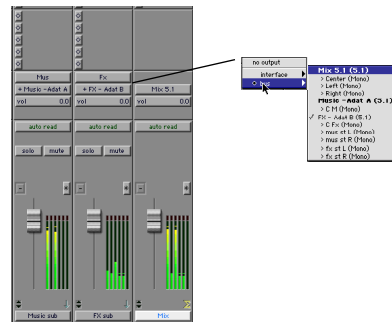 Mus
Fx
+ Music -Adat A
+ FX - Adat B
Mix 5.1
vol 0.0
vol 0.0
vol 0.0
auto read
auto read
auto read
solo mute
solo mute
Music sub
FX sub
Mix
no output
interface
bus
Mix 5.1 (5.1)
> Center (Mono)
> Left (Mono)
> Right (Mono)
Music -Adat A (5.1)
> C M (Mono)
✓ FX - Adat B (5.1)
> C Fx (Mono)
> mus st L (Mono)
> mus st R (Mono)
> fx st L (Mono)
> fx st R (Mono)